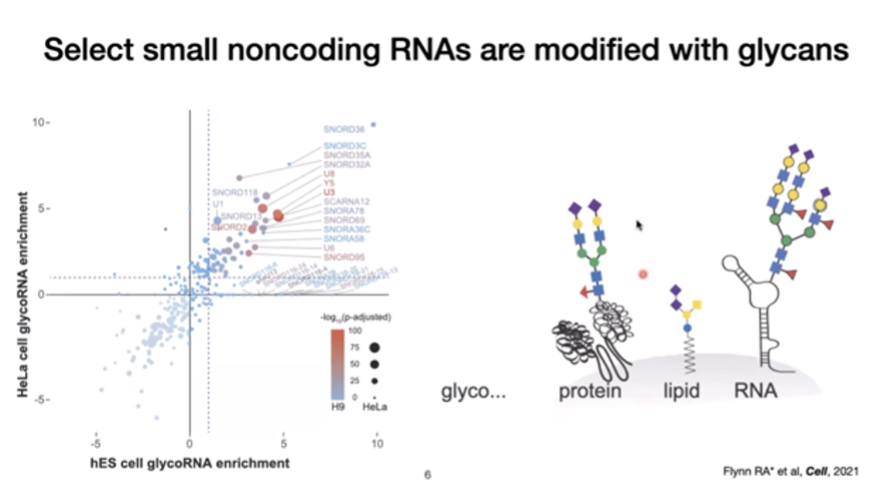 Select small noncoding RNAs are modified with glycans
HeLa cell glycoRNA enrichment
10
5
0
-5
-5
0
5
10
hES cell glycoRNA enrichment
SNORD36
SNORD3C
SNORD35A
SNORD32A
U8
Y5
U3
SCARNA12
SNORA78
SNORD69
SNORA36C
SNORA58
U6
SNORD95
SNORD118
U1
SNORD13
SNORD2
-log₁₀(p-adjusted)
100
75
50
25
0
H9
HeLa
glyco...
protein
lipid
RNA
6
Flynn RA* et al, Cell, 2021